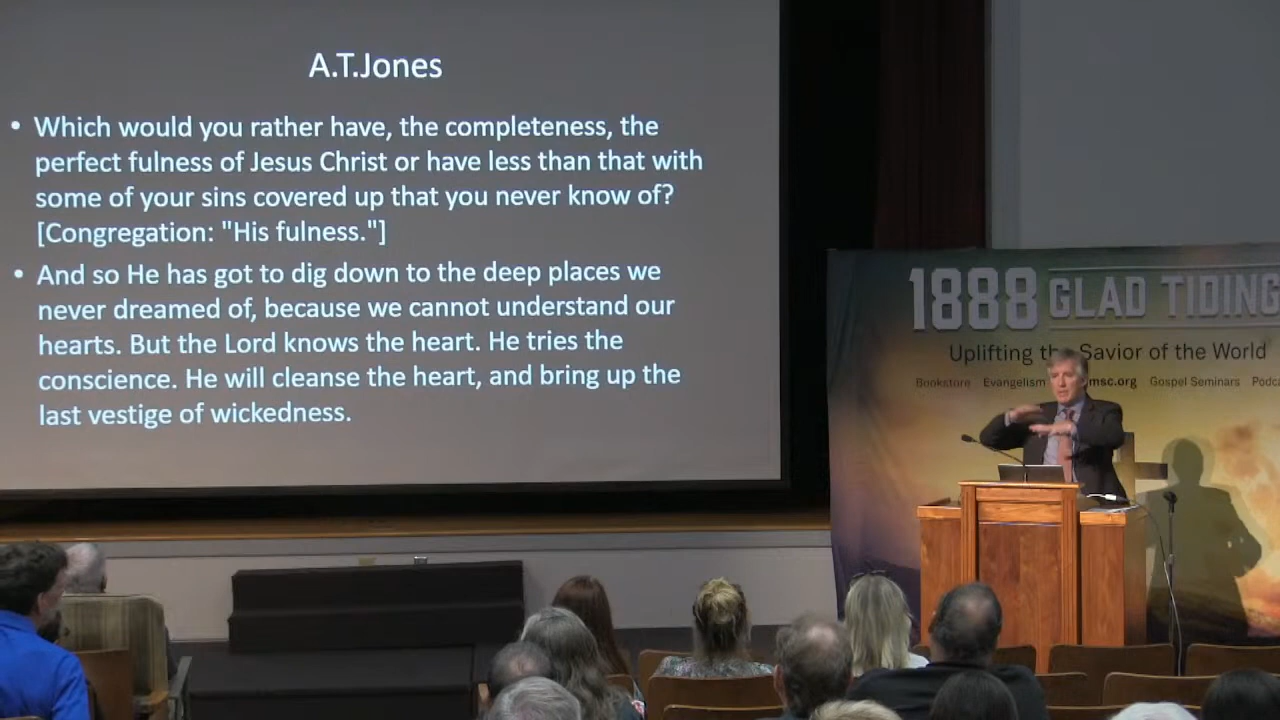 A.T.Jones
• Which would you rather have, the completeness, the
perfect fulness of Jesus Christ or have less than that with
some of your sins covered up that you never know of?
[Congregation: "His fulness."]
• And so He has got to dig down to the deep places we
never dreamed of, because we cannot understand our
hearts. But the Lord knows the heart. He tries the
conscience. He will cleanse the heart, and bring up the
last vestige of wickedness.
1888 GLAD TIDING
Uplifting the Savior of the World
Bookstore Evangelism msc.org Gospel Seminars